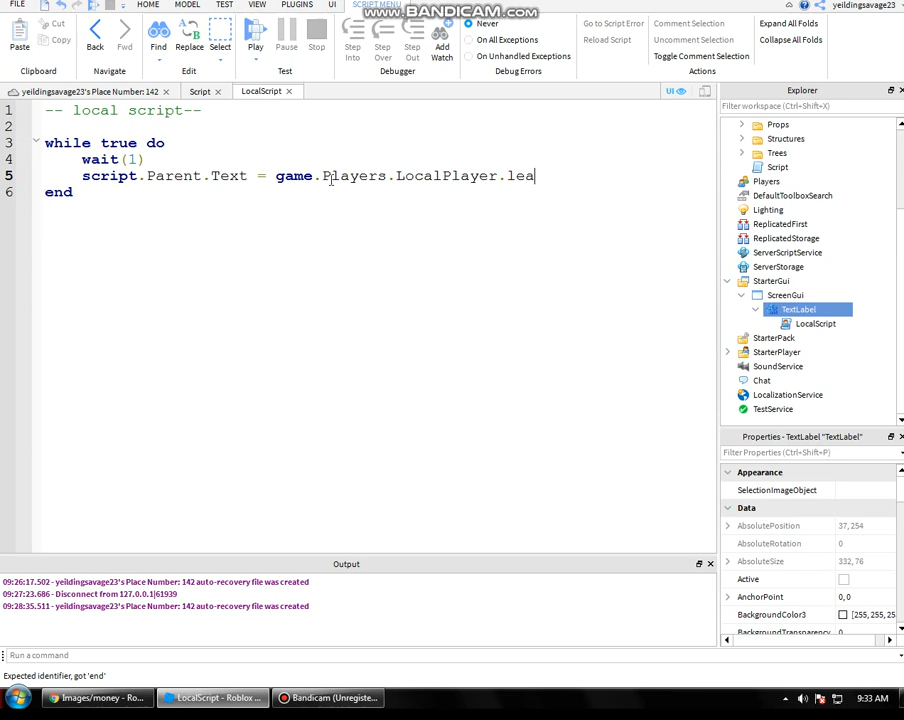 www.BANDICAM.com
FILE HOME MODEL AVATAR TEST VIEW PLUGINS UI SCRIPT MENU yeildingsavage23
Paste Cut Copy Back Fwd Find Replace Select Play Pause Stop Step Into Step Over Step Out Add Watch Never On All Exceptions On Unhandled Exceptions Go to Script Error Reload Script Comment Selection Uncomment Selection Toggle Comment Selection Expand All Folds Collapse All Folds
Clipboard Navigate Edit Test Debugger Debug Errors Actions
yeildingsavage23's Place Number: 142 Script LocalScript UI
1 -- local script--
2
3 while true do
4 wait(1)
5 script.Parent.Text = game.Players.LocalPlayer.lea
6 end
Explorer
Filter workspace (Ctrl+Shift+X)
Props
Structures
Trees
Script
Players
DefaultToolboxSearch
Lighting
ReplicatedFirst
ReplicatedStorage
ServerScriptService
ServerStorage
StarterGui
ScreenGui
TextLabel
LocalScript
StarterPack
StarterPlayer
SoundService
Chat
LocalizationService
TestService
Properties - TextLabel "TextLabel"
Filter Properties (Ctrl+Shift+P)
Appearance
SelectionImageObject
Data
AbsolutePosition 37,254
AbsoluteRotation 0
AbsoluteSize 332,76
Active
AnchorPoint 0, 0
BackgroundColor3 [255, 255, 25
BackgroundTransparency 0
Output
09:26:17.502 - yeildingsavage23's Place Number: 142 auto-recovery file was created
09:27:23.686 - Disconnect from 127.0.0.1|61939
09:28:35.511 - yeildingsavage23's Place Number: 142 auto-recovery file was created
Run a command
Expected identifier, got 'end'
Images/money - Ro... LocalScript - Roblox ... Bandicam (Unregiste... 9:33 AM